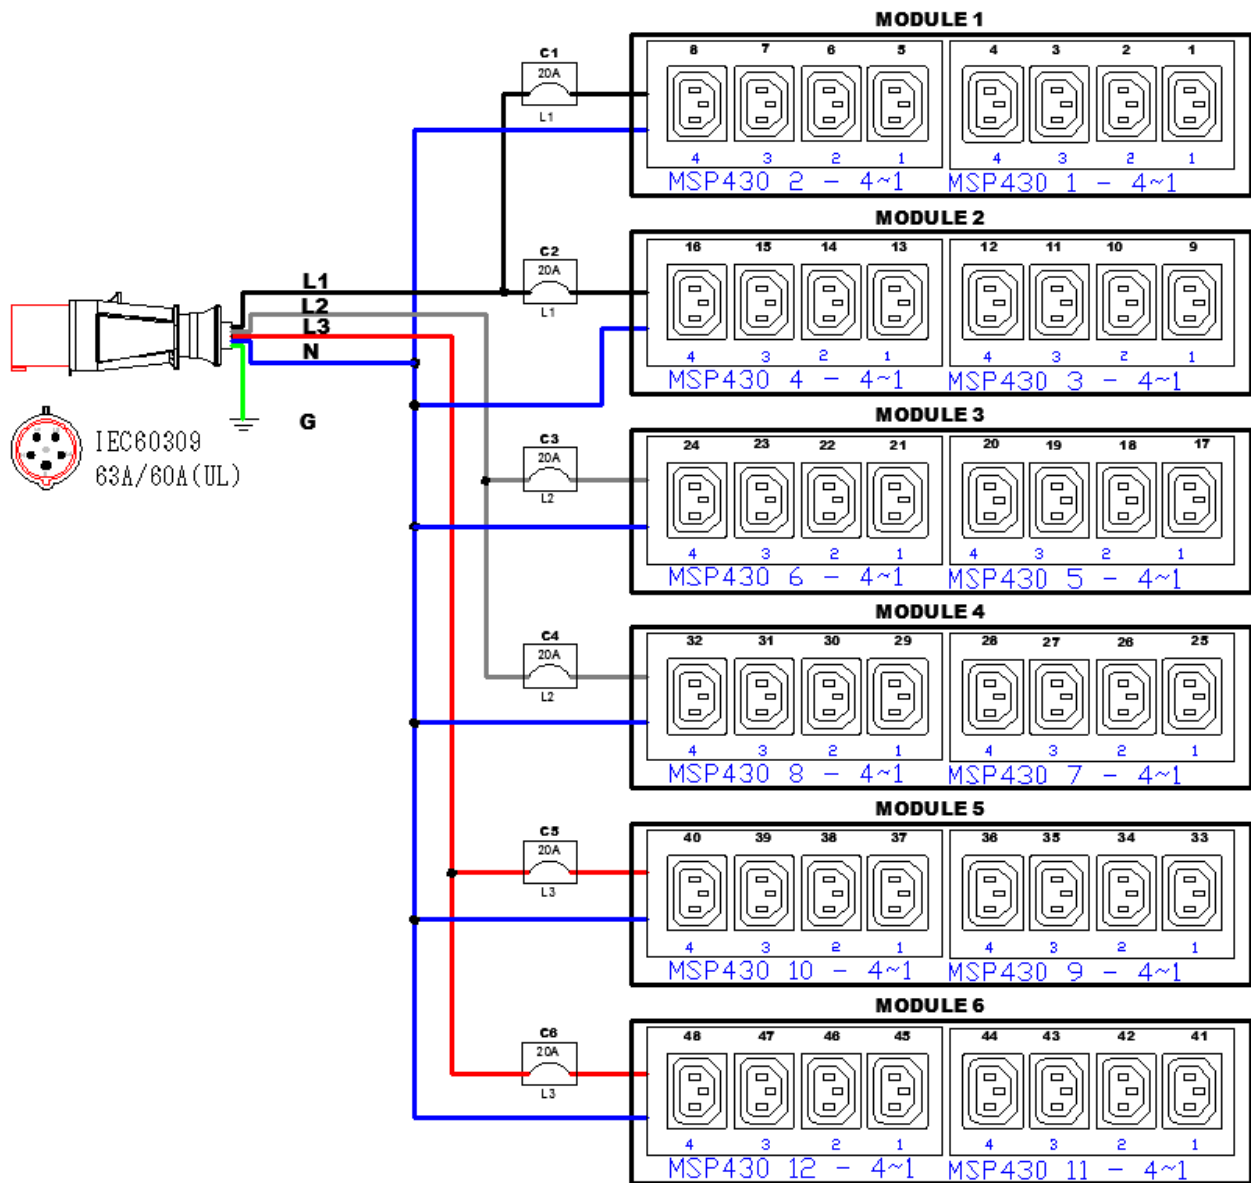 MODULE 1
C1
20A
L1
8 7 6 5 4 3 2 1
4 3 2 1 4 3 2 1
MSP430 2 - 4~1 MSP430 1 - 4~1
MODULE 2
C2
20A
L1
16 15 14 13 12 11 10 9
4 3 2 1 4 3 2 1
MSP430 4 - 4~1 MSP430 3 - 4~1
L1
L2
L3
N
G
IEC60309
63A/60A(UL)
MODULE 3
C3
20A
L2
24 23 22 21 20 19 18 17
4 3 2 1 4 3 2 1
MSP430 6 - 4~1 MSP430 5 - 4~1
MODULE 4
C4
20A
L2
32 31 30 29 28 27 26 25
4 3 2 1 4 3 2 1
MSP430 8 - 4~1 MSP430 7 - 4~1
MODULE 5
C5
20A
L3
40 39 38 37 36 35 34 33
4 3 2 1 4 3 2 1
MSP430 10 - 4~1 MSP430 9 - 4~1
MODULE 6
C6
20A
L3
48 47 46 45 44 43 42 41
4 3 2 1 4 3 2 1
MSP430 12 - 4~1 MSP430 11 - 4~1